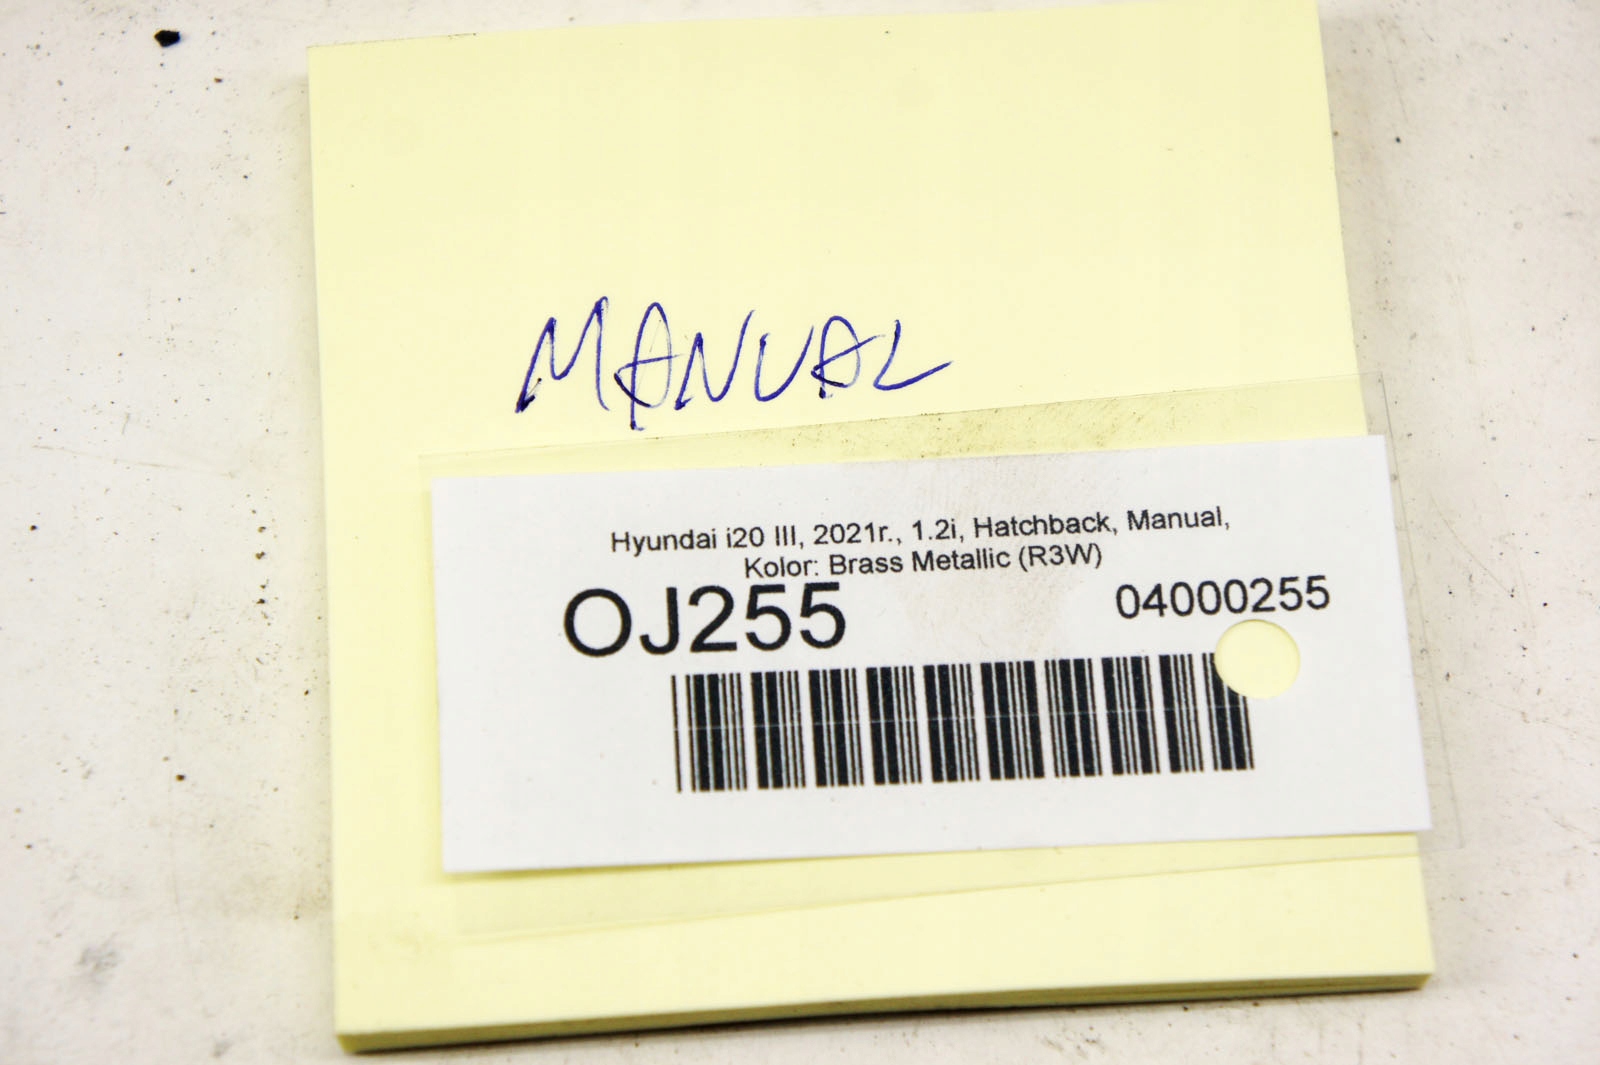 MANUAL
Hyundai i20 III, 2021r., 1.2i, Hatchback, Manual,
Kolor: Brass Metallic (R3W)
OJ255
04000255